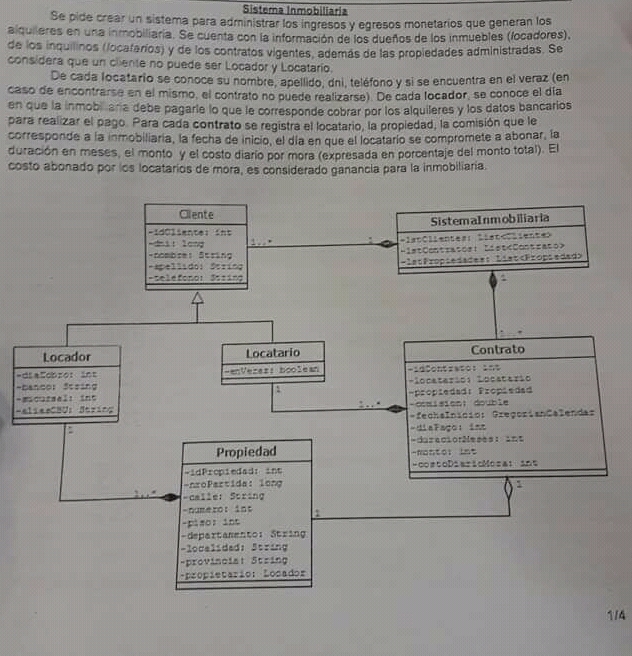 Sistema Inmobiliaria
Se pide crear un sistema para administrar los ingresos y egresos monetarios que generan los
alquileres en una inmobiliaria. Se cuenta con la información de los dueños de los inmuebles (locadores),
de los inquilinos (locatarios) y de los contratos vigentes, además de las propiedades administradas. Se
considera que un cliente no puede ser Locador y Locatario.
De cada locatario se conoce su nombre, apellido, dni, teléfono y si se encuentra en el veraz (en
caso de encontrarse en el mismo, el contrato no puede realizarse). De cada locador, se conoce el día
en que la inmobiliaria debe pagarle lo que le corresponde cobrar por los alquileres y los datos bancarios
para realizar el pago. Para cada contrato se registra el locatario, la propiedad, la comisión que le
corresponde a la inmobiliaria, la fecha de inicio, el día en que el locatario se compromete a abonar, la
duración en meses, el monto y el costo diario por mora (expresada en porcentaje del monto total). El
costo abonado por los locatarios de mora, es considerado ganancia para la inmobiliaria.
Cliente
-idCliente: int
-dni: long
-nombre: String
-apellido: String
-telefono: String
1..*
1
SistemaInmobiliaria
-lstClientes: List<Cliente>
-lstContratos: List<Contrato>
-lstPropiedades: List<Propiedad>
1
1..*
Locador
-diaCobro: int
-banco: String
-sucursal: int
-aliasCBU: String
1
Locatario
-enVeraz: boolean
1
1..*
Contrato
-idContrato: int
-locatario: Locatario
-propiedad: Propiedad
-comision: double
-fechaInicio: GregorianCalendar
-diaPago: int
-duracionMeses: int
-monto: int
-costoDiarioMora: int
1
Propiedad
-idPropiedad: int
-nroPartida: long
-calle: String
-numero: int
-piso: int
-departamento: String
-localidad: String
-provincia: String
-propietario: Locador
1..*
1
1/4